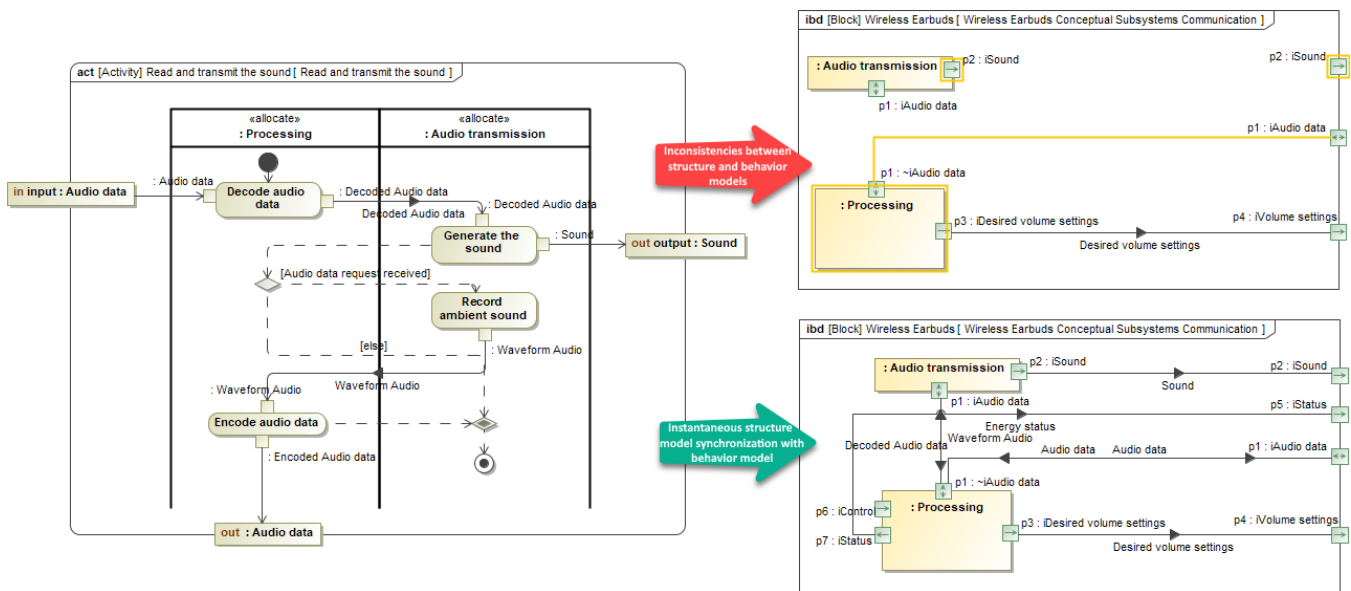 act [Activity] Read and transmit the sound [ Read and transmit the sound ]
«allocate»
: Processing
«allocate»
: Audio transmission
in input : Audio data
: Audio data
Decode audio
data
: Decoded Audio data
Decoded Audio data
: Decoded Audio data
Generate the
sound
: Sound
out output : Sound
[Audio data request received]
Record
ambient sound
[else]
: Waveform Audio
Waveform Audio
: Waveform Audio
Encode audio data
: Encoded Audio data
out : Audio data
Inconsistencies between
structure and behavior
models
Instantaneous structure
model synchronization with
behavior model
ibd [Block] Wireless Earbuds [ Wireless Earbuds Conceptual Subsystems Communication ]
: Audio transmission
p2 : iSound
p2 : iSound
p1 : iAudio data
p1 : iAudio data
p1 : ~iAudio data
: Processing
p3 : iDesired volume settings
p4 : iVolume settings
Desired volume settings
ibd [Block] Wireless Earbuds [ Wireless Earbuds Conceptual Subsystems Communication ]
: Audio transmission
p2 : iSound
p2 : iSound
Sound
p1 : iAudio data
p5 : iStatus
Energy status
Decoded Audio data
Waveform Audio
Audio data
Audio data
p1 : iAudio data
p1 : ~iAudio data
: Processing
p6 : iControl
p3 : iDesired volume settings
p4 : iVolume settings
p7 : iStatus
Desired volume settings